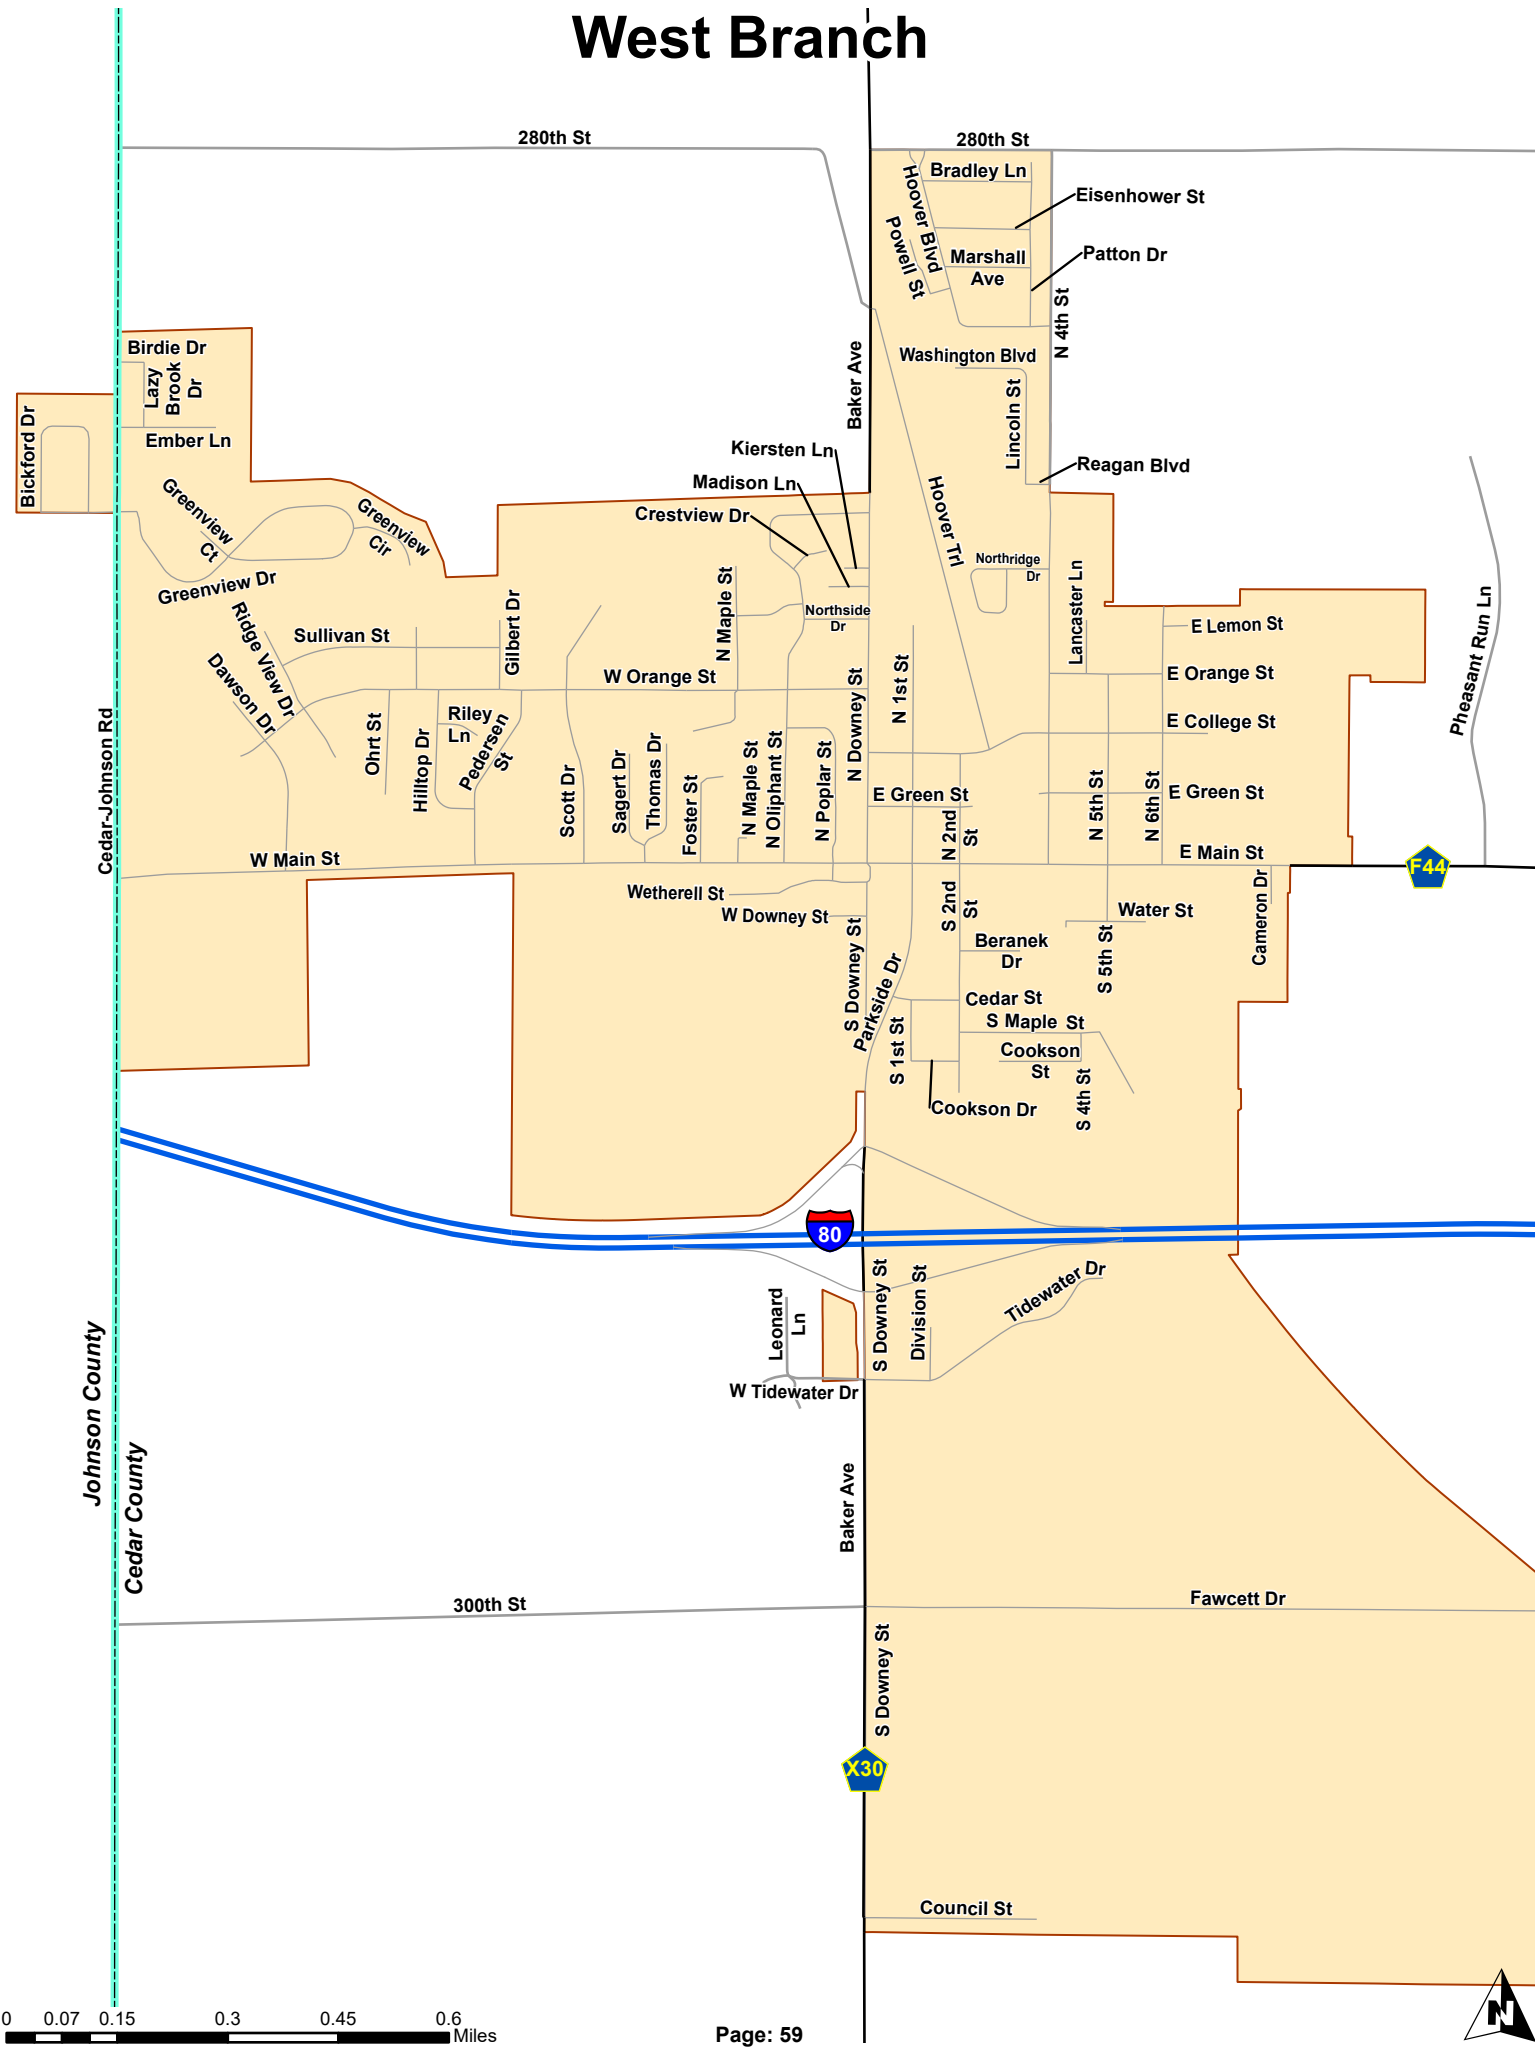 West Branch
280th St
280th St
Bradley Ln
Hoover Blvd
Eisenhower St
Powell St
Marshall
Ave
Patton Dr
N 4th St
Baker Ave
Washington Blvd
Lincoln St
Birdie Dr
Lazy
Brook
Dr
Bickford Dr
Ember Ln
Kiersten Ln
Madison Ln
Crestview Dr
Reagan Blvd
Hoover Trl
Greenview
Ct
Greenview
Cir
Greenview Dr
Northridge
Dr
Lancaster Ln
Gilbert Dr
N Maple St
Northside
Dr
E Lemon St
Pheasant Run Ln
Ridge View Dr
Sullivan St
Dawson Dr
W Orange St
N Downey St
N 1st St
E Orange St
Cedar-Johnson Rd
Ohrt St
Hilltop Dr
Riley
Ln
Pedersen
St
E College St
Scott Dr
Sagert Dr
Thomas Dr
Foster St
N Maple St
N Oliphant St
N Poplar St
E Green St
N 2nd
St
N 5th St
N 6th St
E Green St
W Main St
E Main St
F44
Wetherell St
W Downey St
S Downey St
Parkside Dr
S 2nd
St
Water St
Cameron Dr
Beranek
Dr
S 5th St
Cedar St
S Maple St
S 1st St
Cookson
St
S 4th St
Cookson Dr
80
Leonard
Ln
S Downey St
Division St
Tidewater Dr
W Tidewater Dr
Johnson County
Cedar County
Baker Ave
300th St
Fawcett Dr
S Downey St
X30
Council St
0 0.07 0.15 0.3 0.45 0.6
Miles
Page: 59
N